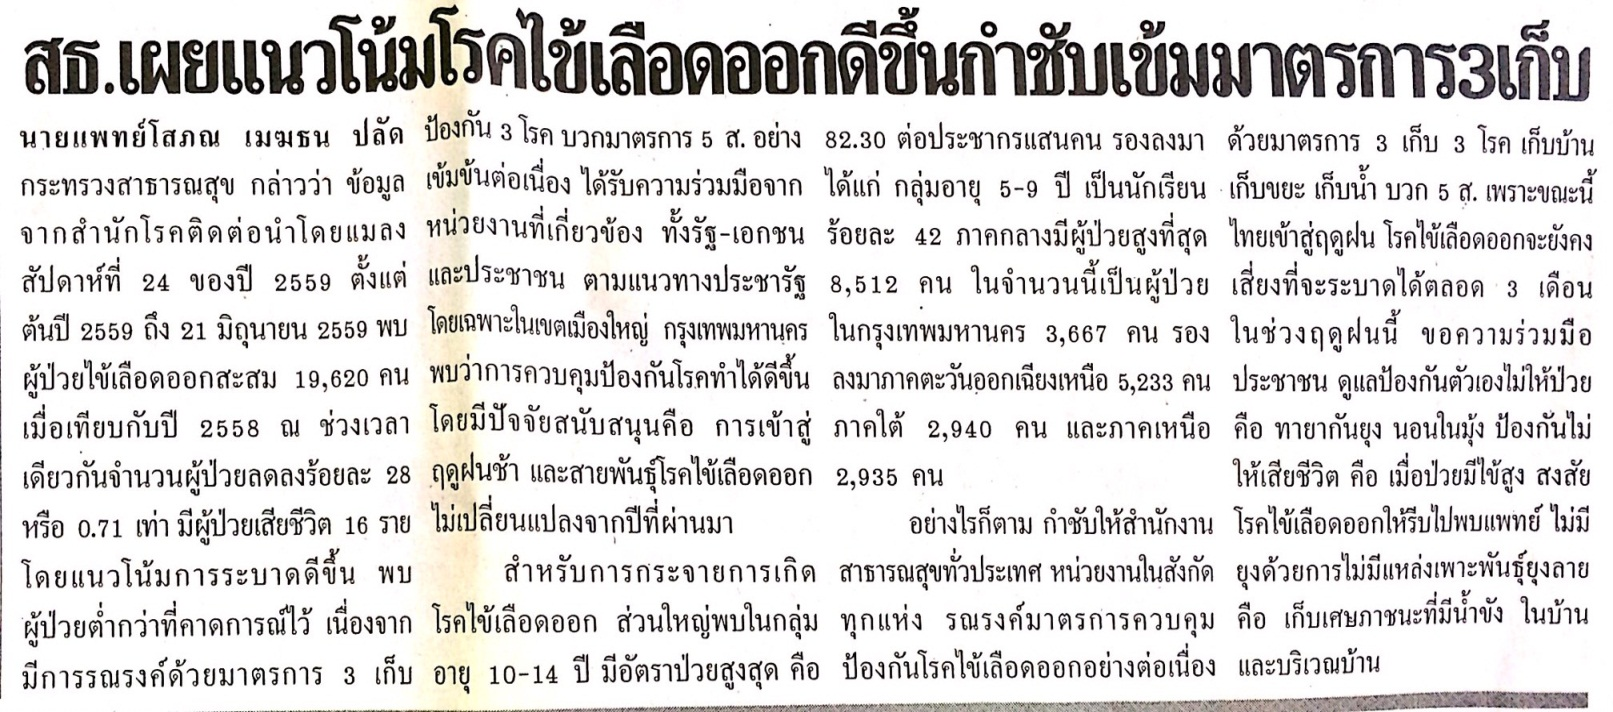 สธ.เผยแนวโน้มโรคไข้เลือดออกดีขึ้นกำชับเข้มมาตรการ3เก็บ
นายแพทย์โสภณ เมฆธน ปลัด
กระทรวงสาธารณสุข กล่าวว่า ข้อมูล
จากสำนักโรคติดต่อนำโดยแมลง
สัปดาห์ที่ 24 ของปี 2559 ตั้งแต่
ต้นปี 2559 ถึง 21 มิถุนายน 2559 พบ
ผู้ป่วยไข้เลือดออกสะสม 19,620 คน
เมื่อเทียบกับปี 2558 ณ ช่วงเวลา
เดียวกันจำนวนผู้ป่วยลดลงร้อยละ 28
หรือ 0.71 เท่า มีผู้ป่วยเสียชีวิต 16 ราย
โดยแนวโน้มการระบาดดีขึ้น พบ
ผู้ป่วยต่ำกว่าที่คาดการณ์ไว้ เนื่องจาก
มีการรณรงค์ด้วยมาตรการ 3 เก็บ
ป้องกัน 3 โรค บวกมาตรการ 5 ส. อย่าง
เข้มข้นต่อเนื่อง ได้รับความร่วมมือจาก
หน่วยงานที่เกี่ยวข้อง ทั้งรัฐ-เอกชน
และประชาชน ตามแนวทางประชารัฐ
โดยเฉพาะในเขตเมืองใหญ่ กรุงเทพมหานคร
พบว่าการควบคุมป้องกันโรคทำได้ดีขึ้น
โดยมีปัจจัยสนับสนุนคือ การเข้าสู่
ฤดูฝนช้า และสายพันธุ์โรคไข้เลือดออก
ไม่เปลี่ยนแปลงจากปีที่ผ่านมา
สำหรับการกระจายการเกิด
โรคไข้เลือดออก ส่วนใหญ่พบในกลุ่ม
อายุ 10-14 ปี มีอัตราป่วยสูงสุด คือ
82.30 ต่อประชากรแสนคน รองลงมา
ได้แก่ กลุ่มอายุ 5-9 ปี เป็นนักเรียน
ร้อยละ 42 ภาคกลางมีผู้ป่วยสูงที่สุด
8,512 คน ในจำนวนนี้เป็นผู้ป่วย
ในกรุงเทพมหานคร 3,667 คน รอง
ลงมาภาคตะวันออกเฉียงเหนือ 5,233 คน
ภาคใต้ 2,940 คน และภาคเหนือ
2,935 คน
อย่างไรก็ตาม กำชับให้สำนักงาน
สาธารณสุขทั่วประเทศ หน่วยงานในสังกัด
ทุกแห่ง รณรงค์มาตรการควบคุม
ป้องกันโรคไข้เลือดออกอย่างต่อเนื่อง
ด้วยมาตรการ 3 เก็บ 3 โรค เก็บบ้าน
เก็บขยะ เก็บน้ำ บวก 5 ส. เพราะขณะนี้
ไทยเข้าสู่ฤดูฝน โรคไข้เลือดออกจะยังคง
เสี่ยงที่จะระบาดได้ตลอด 3 เดือน
ในช่วงฤดูฝนนี้ ขอความร่วมมือ
ประชาชน ดูแลป้องกันตัวเองไม่ให้ป่วย
คือ ทายากันยุง นอนในมุ้ง ป้องกันไม่
ให้เสียชีวิต คือ เมื่อป่วยมีไข้สูง สงสัย
โรคไข้เลือดออกให้รีบไปพบแพทย์ ไม่มี
ยุงด้วยการไม่มีแหล่งเพาะพันธุ์ยุงลาย
คือ เก็บเศษภาชนะที่มีน้ำขัง ในบ้าน
และบริเวณบ้าน